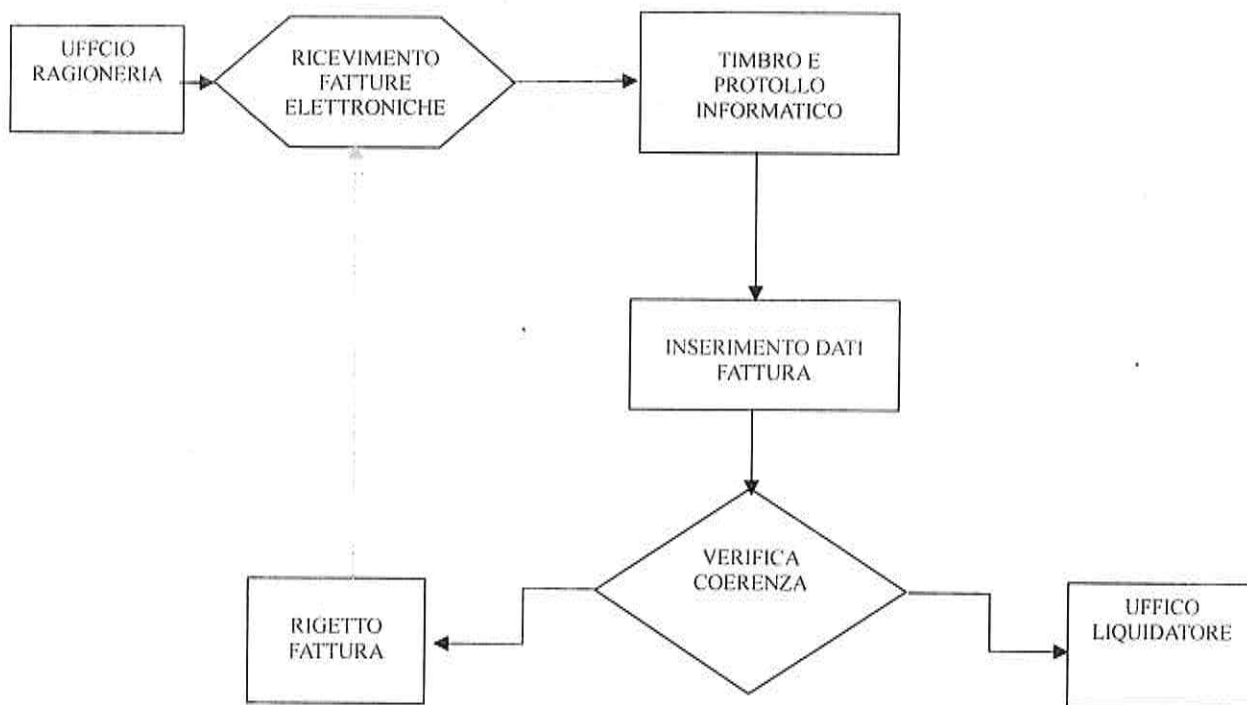 UFFCIO
RAGIONERIA
RICEVIMENTO
FATTURE
ELETTRONICHE
TIMBRO E
PROTOLLO
INFORMATICO
INSERIMENTO DATI
FATTURA
VERIFICA
COERENZA
RIGETTO
FATTURA
UFFICO
LIQUIDATORE